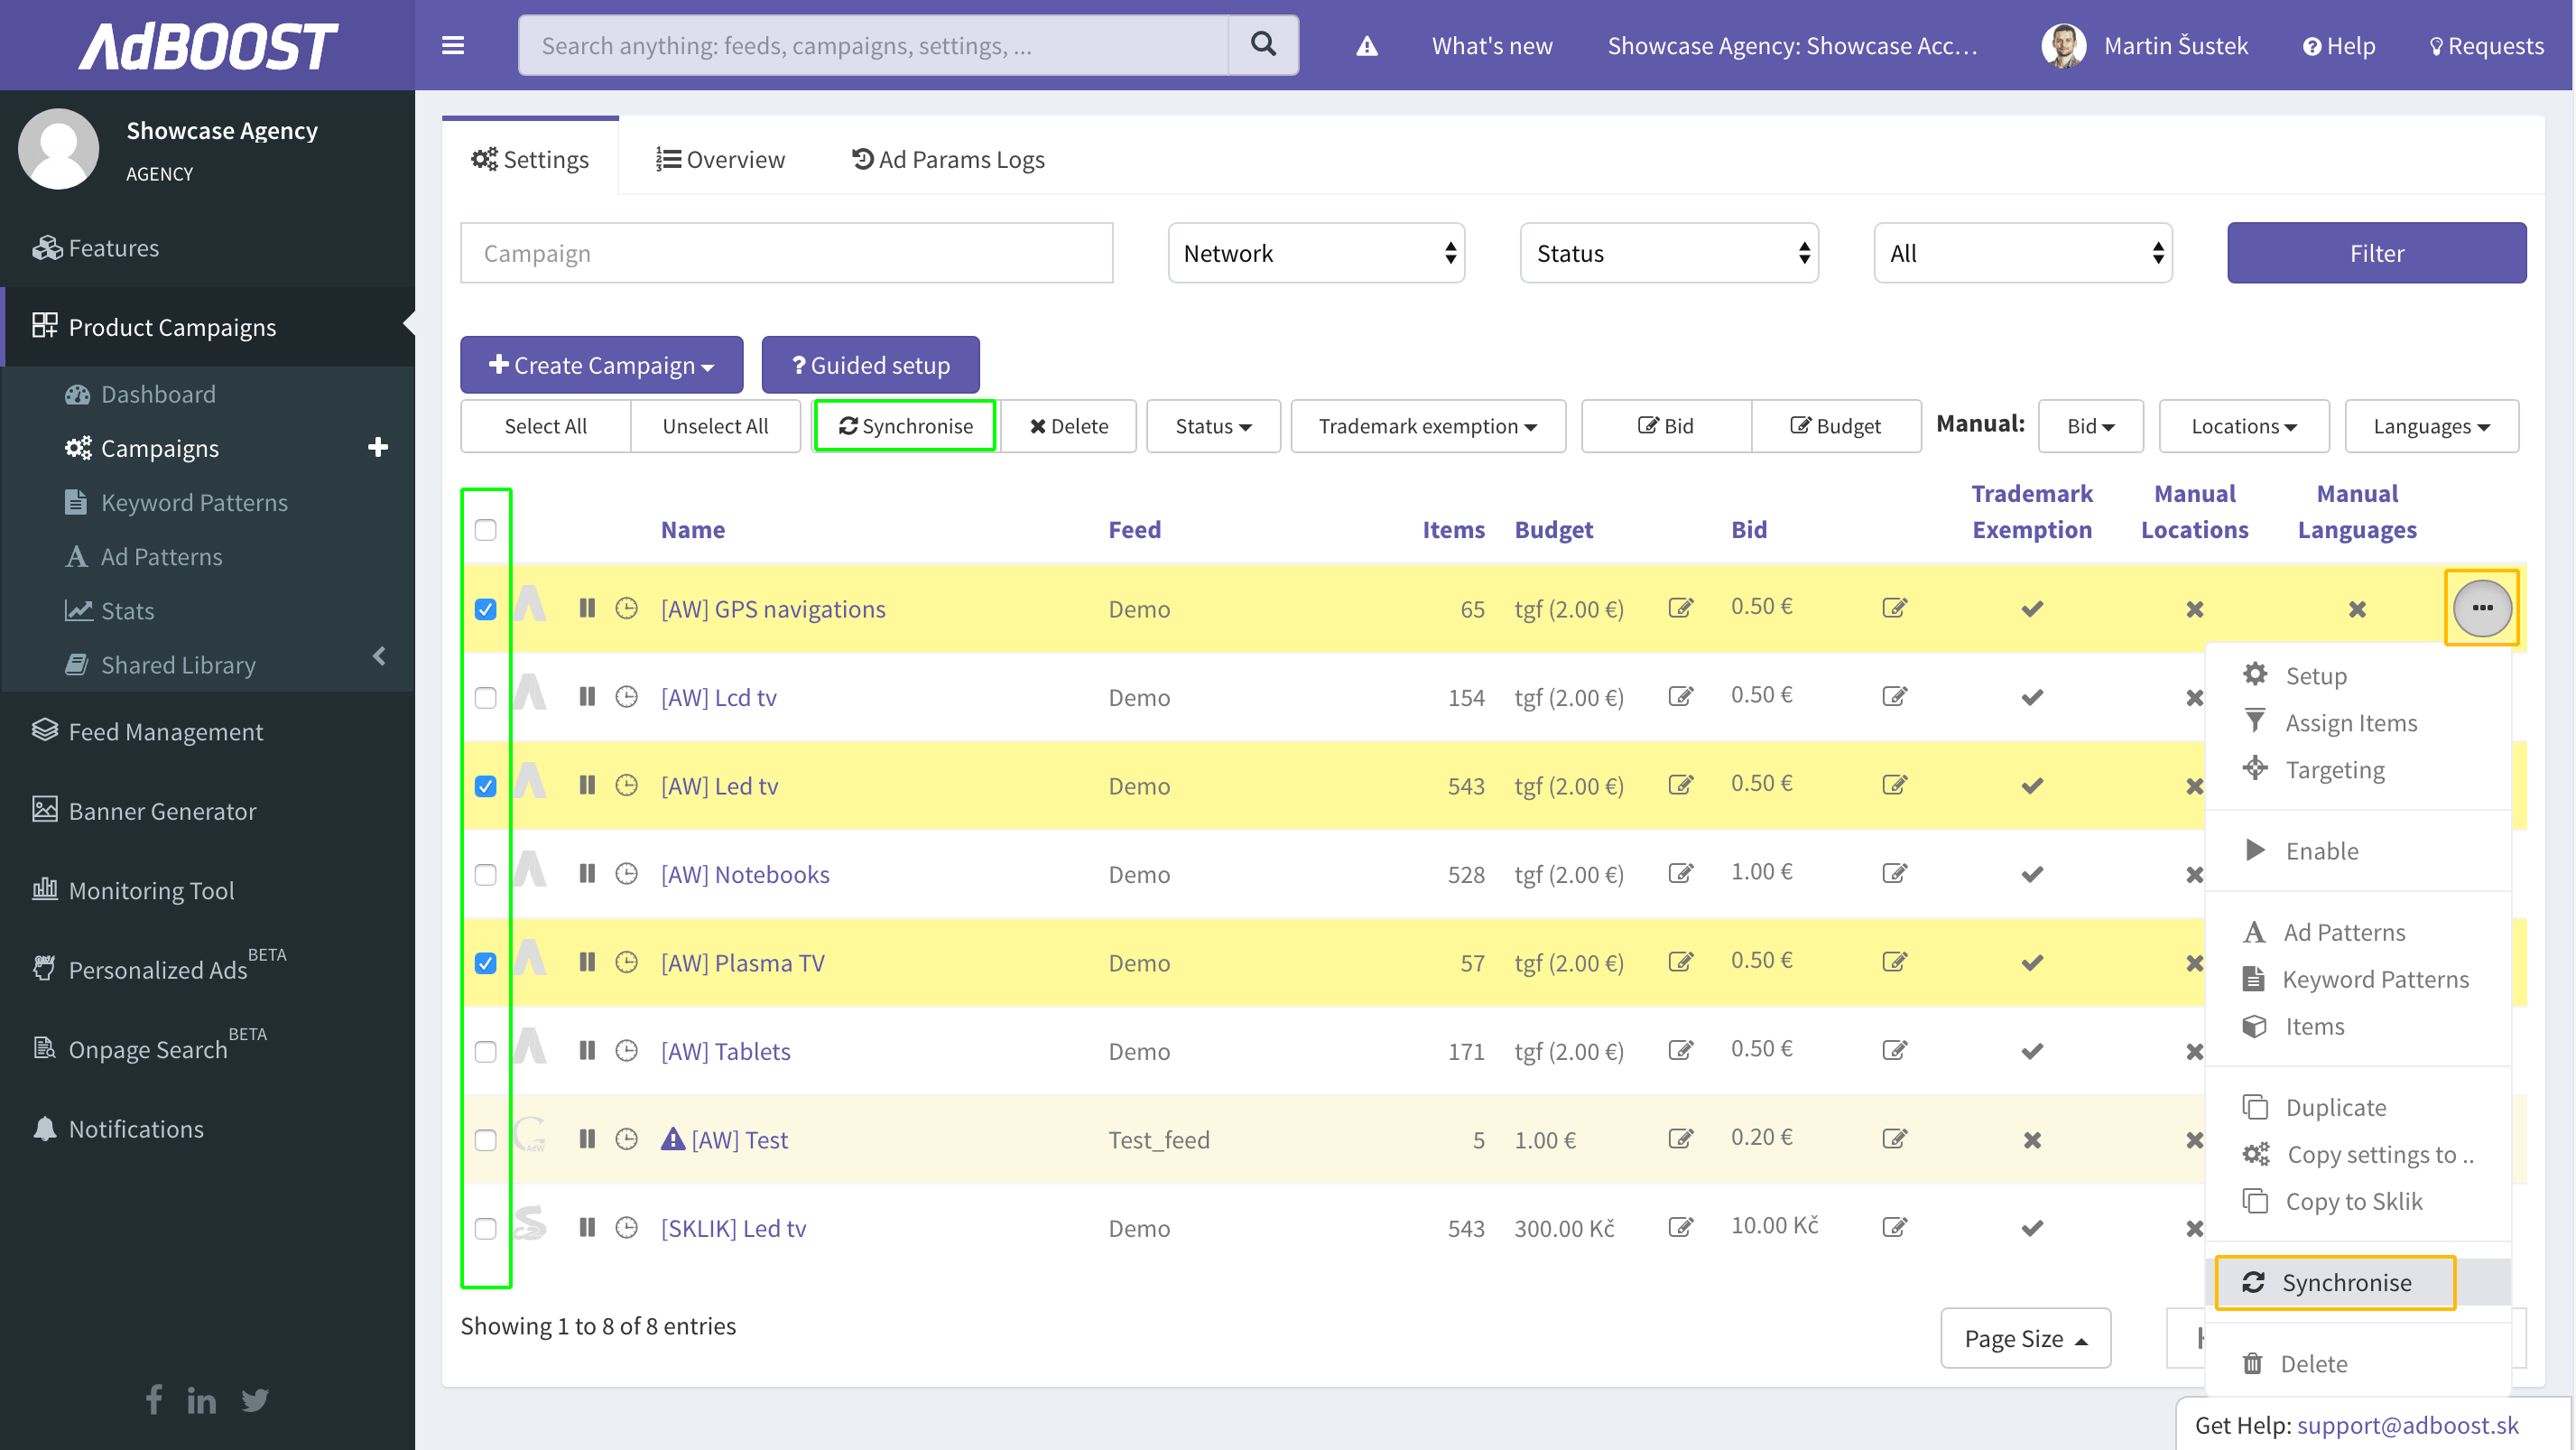 AdBOOST
Search anything: feeds, campaigns, settings, ...
What's new
Showcase Agency: Showcase Acc...
Martin Šustek
Help
Requests
Showcase Agency
AGENCY
Features
Product Campaigns
Dashboard
Campaigns
Keyword Patterns
Ad Patterns
Stats
Shared Library
Feed Management
Banner Generator
Monitoring Tool
Personalized Ads BETA
Onpage Search BETA
Notifications
Settings
Overview
Ad Params Logs
Campaign
Network
Status
All
Filter
Create Campaign
? Guided setup
Select All
Unselect All
Synchronise
Delete
Status
Trademark exemption
Bid
Budget
Manual:
Bid
Locations
Languages
Name
Feed
Items
Budget
Bid
Trademark
Exemption
Manual
Locations
Manual
Languages
[AW] GPS navigations Demo 65 tgf (2.00 €) 0.50 €
[AW] Lcd tv Demo 154 tgf (2.00 €) 0.50 €
[AW] Led tv Demo 543 tgf (2.00 €) 0.50 €
[AW] Notebooks Demo 528 tgf (2.00 €) 1.00 €
[AW] Plasma TV Demo 57 tgf (2.00 €) 0.50 €
[AW] Tablets Demo 171 tgf (2.00 €) 0.50 €
[AW] Test Test_feed 5 1.00 € 0.20 €
[SKLIK] Led tv Demo 543 300.00 Kč 10.00 Kč
Setup
Assign Items
Targeting
Enable
Ad Patterns
Keyword Patterns
Items
Duplicate
Copy settings to ..
Copy to Sklik
Synchronise
Delete
Showing 1 to 8 of 8 entries
Page Size
Get Help: support@adboost.sk